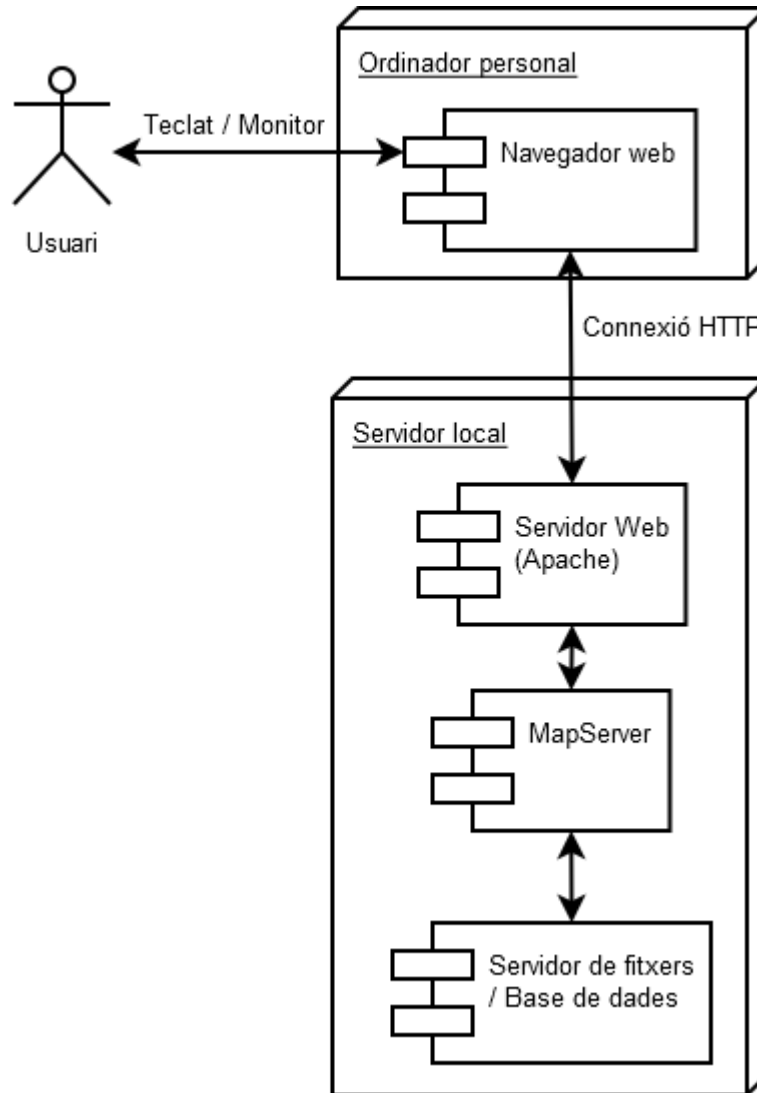 Ordinador personal
Teclat / Monitor
Navegador web
Usuari
Connexió HTTP
Servidor local
Servidor Web
(Apache)
MapServer
Servidor de fitxers
/ Base de dades